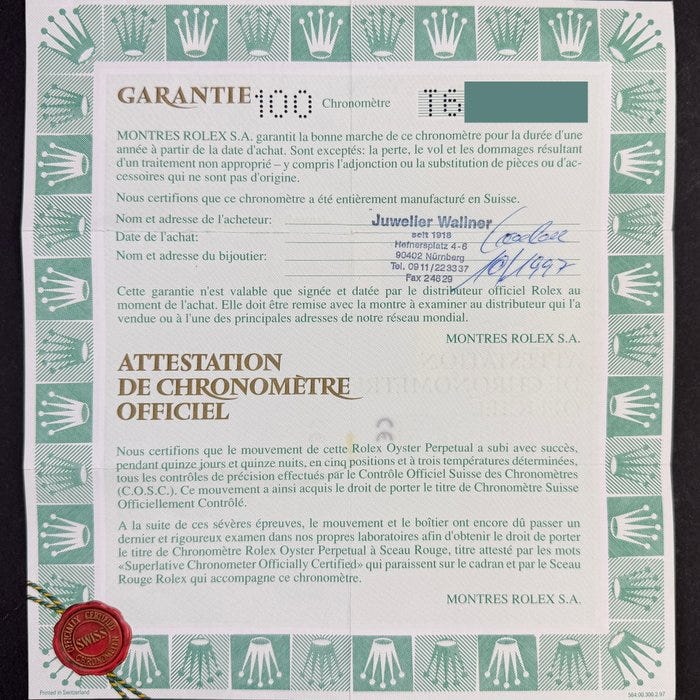 GARANTIE 100 Chronomètre T6
MONTRES ROLEX S.A. garantit la bonne marche de ce chronomètre pour la durée d'une
année à partir de la date d'achat. Sont exceptés: la perte, le vol et les dommages résultant
d'un traitement non approprié – y compris l'adjonction ou la substitution de pièces ou d'ac-
cessoires qui ne sont pas d'origine.
Nous certifions que ce chronomètre a été entièrement manufacturé en Suisse.
Nom et adresse de l'acheteur:
Date de l'achat:
Nom et adresse du bijoutier:
Juwelier Wallner
seit 1918
Hefnersplatz 4-6
90402 Nürnberg
Tel. 0911/223337
Fax 24629
10/1997
Cette garantie n'est valable que signée et datée par le distributeur officiel Rolex au
moment de l'achat. Elle doit être remise avec la montre à examiner au distributeur qui l'a
vendue ou à l'une des principales adresses de notre réseau mondial.
MONTRES ROLEX S.A.
ATTESTATION
DE CHRONOMÈTRE
OFFICIEL
Nous certifions que le mouvement de cette Rolex Oyster Perpetual a subi avec succès,
pendant quinze jours et quinze nuits, en cinq positions et à trois températures déterminées,
tous les contrôles de précision effectués par le Contrôle Officiel Suisse des Chronomètres
(C.O.S.C.). Ce mouvement a ainsi acquis le droit de porter le titre de Chronomètre Suisse
Officiellement Contrôlé.
A la suite de ces sévères épreuves, le mouvement et le boîtier ont encore dû passer un
dernier et rigoureux examen dans nos propres laboratoires afin d'obtenir le droit de porter
le titre de Chronomètre Rolex Oyster Perpetual à Sceau Rouge, titre attesté par les mots
«Superlative Chronometer Officially Certified» qui paraissent sur le cadran et par le Sceau
Rouge Rolex qui accompagne ce chronomètre.
MONTRES ROLEX S.A.
OFFICIALLY CERTIFIED
SWISS
CHRONOMETER
Printed in Switzerland
564.00.300.2.97